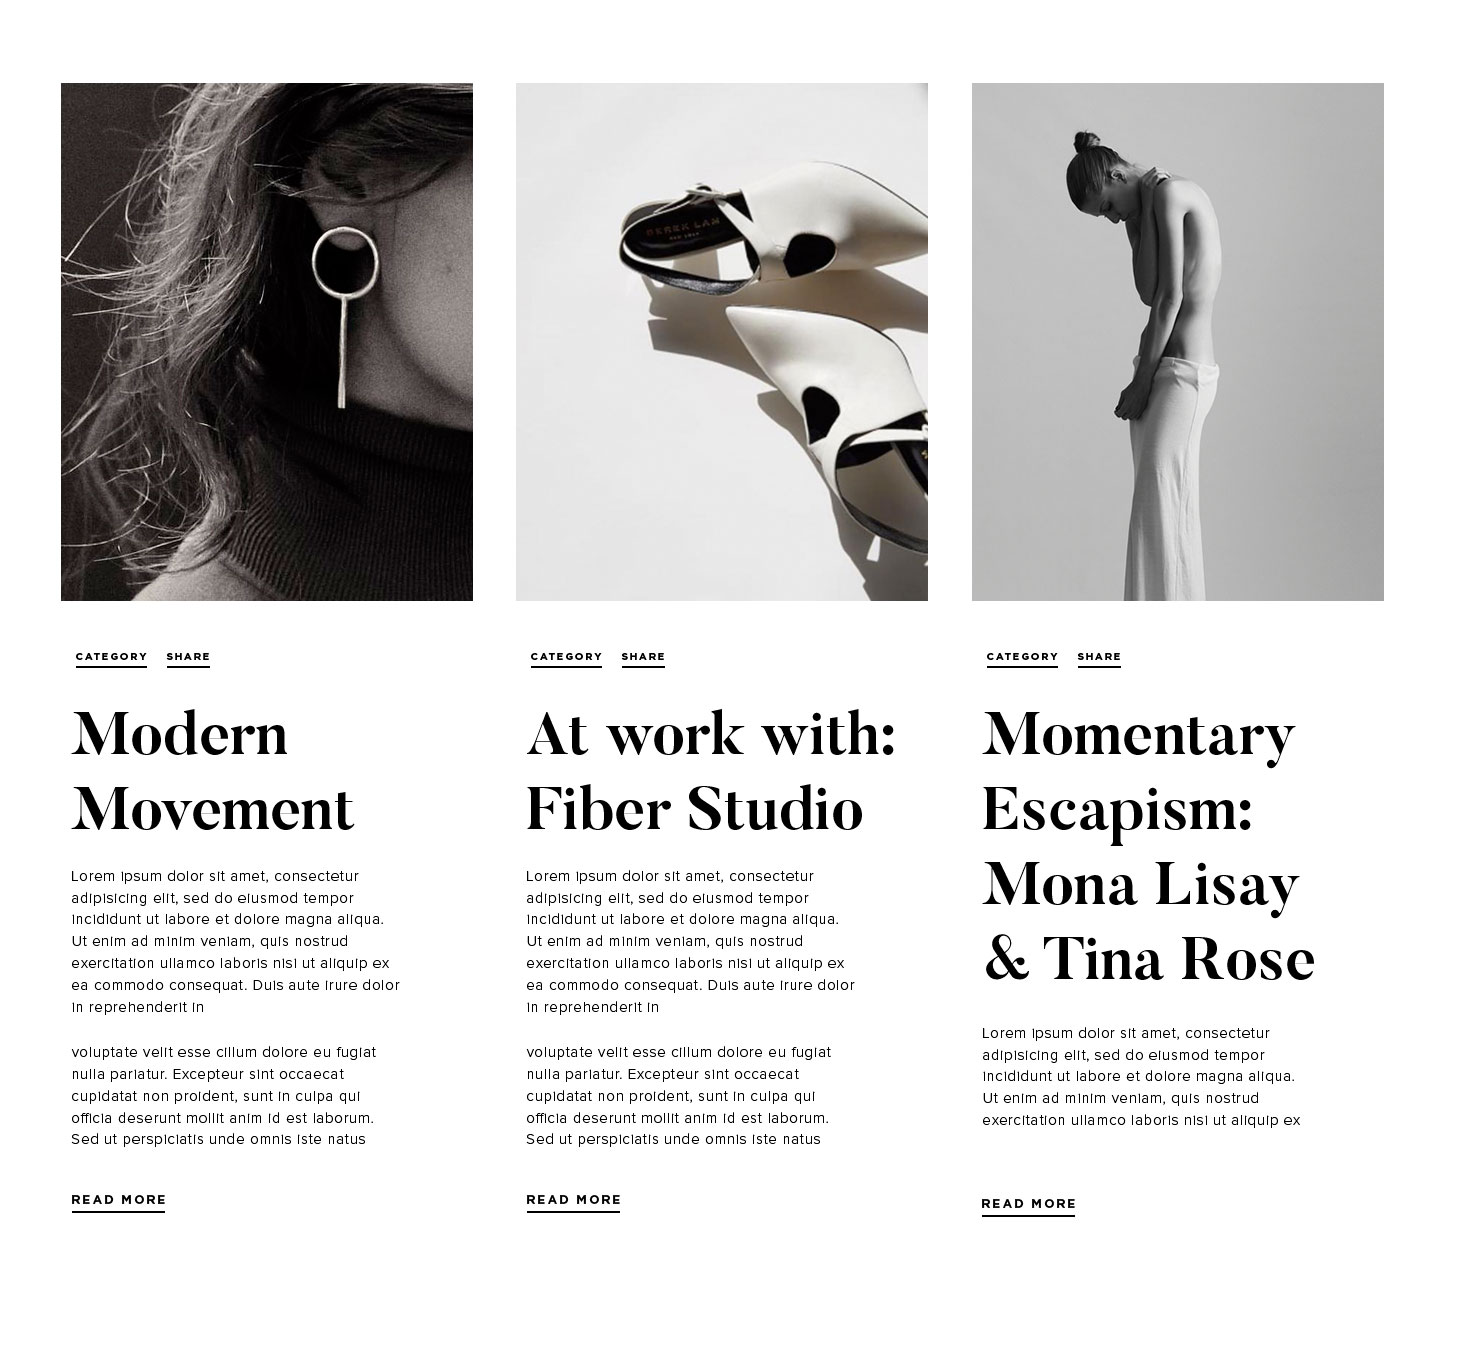 DEREK LAM
CATEGORY SHARE
Modern
Movement
Lorem ipsum dolor sit amet, consectetur
adipisicing elit, sed do eiusmod tempor
incididunt ut labore et dolore magna aliqua.
Ut enim ad minim veniam, quis nostrud
exercitation ullamco laboris nisi ut aliquip ex
ea commodo consequat. Duis aute irure dolor
in reprehenderit in
voluptate velit esse cillum dolore eu fugiat
nulla pariatur. Excepteur sint occaecat
cupidatat non proident, sunt in culpa qui
officia deserunt mollit anim id est laborum.
Sed ut perspiciatis unde omnis iste natus
READ MORE
CATEGORY SHARE
At work with:
Fiber Studio
Lorem ipsum dolor sit amet, consectetur
adipisicing elit, sed do eiusmod tempor
incididunt ut labore et dolore magna aliqua.
Ut enim ad minim veniam, quis nostrud
exercitation ullamco laboris nisi ut aliquip ex
ea commodo consequat. Duis aute irure dolor
in reprehenderit in
voluptate velit esse cillum dolore eu fugiat
nulla pariatur. Excepteur sint occaecat
cupidatat non proident, sunt in culpa qui
officia deserunt mollit anim id est laborum.
Sed ut perspiciatis unde omnis iste natus
READ MORE
CATEGORY SHARE
Momentary
Escapism:
Mona Lisay
& Tina Rose
Lorem ipsum dolor sit amet, consectetur
adipisicing elit, sed do eiusmod tempor
incididunt ut labore et dolore magna aliqua.
Ut enim ad minim veniam, quis nostrud
exercitation ullamco laboris nisi ut aliquip ex
READ MORE